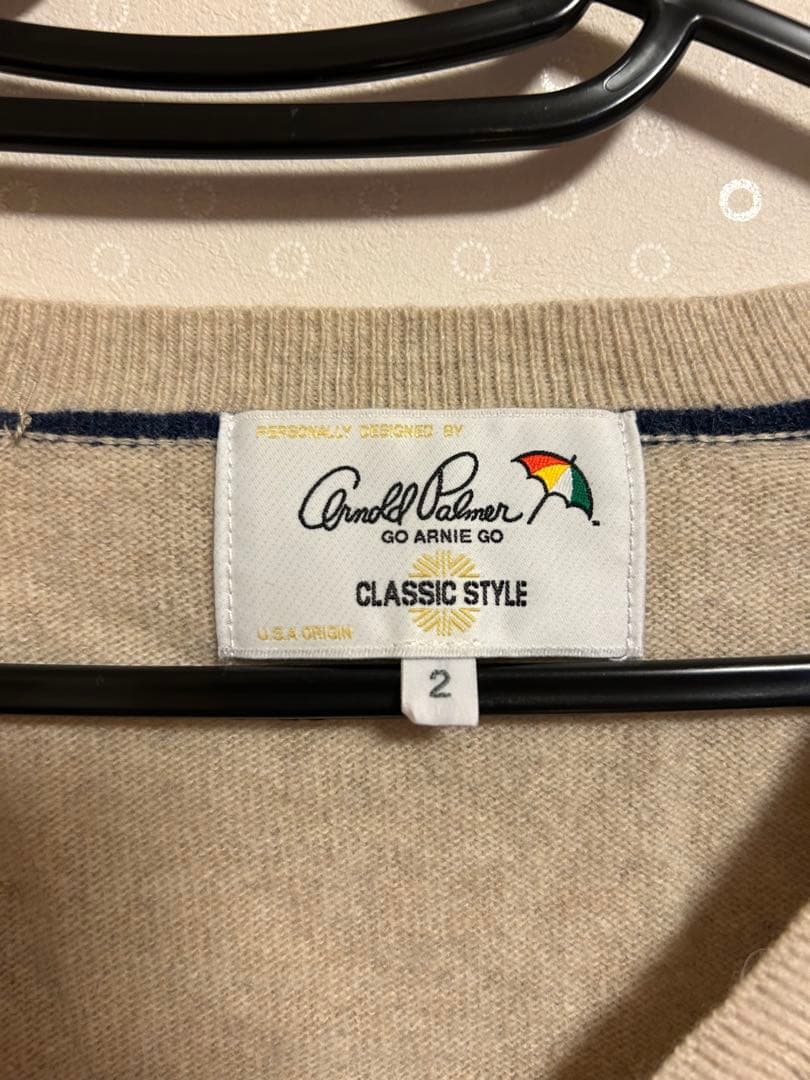 PERSONALLY DESIGNED BY
Arnold Palmer
GO ARNIE GO
CLASSIC STYLE
U.S.A ORIGIN
2